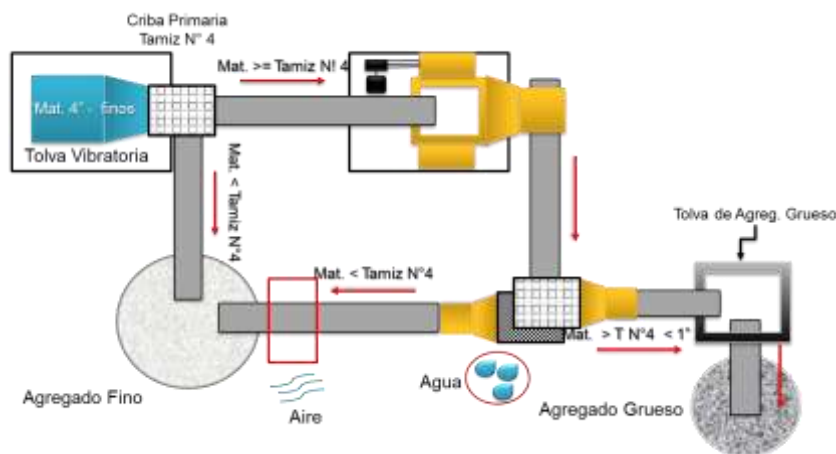 Criba Primaria
Tamiz N° 4
Mat. >= Tamiz N! 4
Mat. 4" - finos
Tolva Vibratoria
Mat. < Tamiz N°4
Tolva de Agreg. Grueso
Mat. < Tamiz N°4
Mat. > T N°4 < 1"
Agua
Agregado Fino
Aire
Agregado Grueso